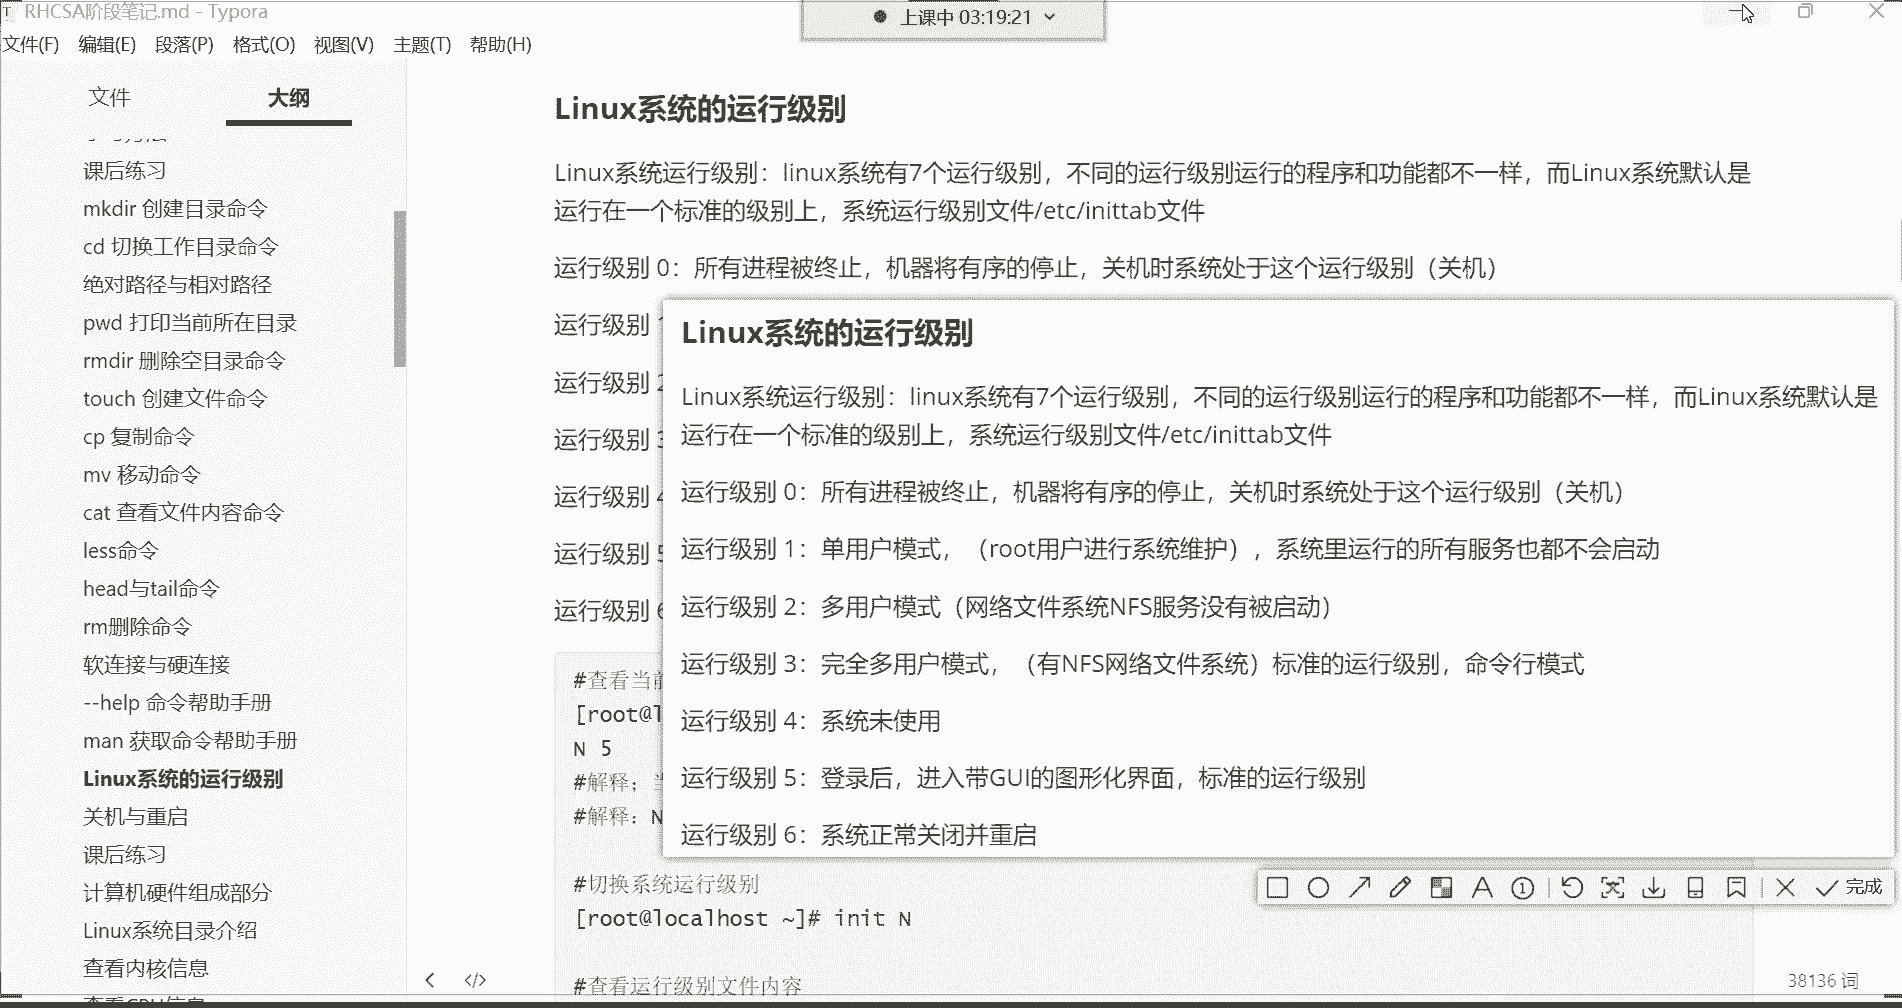 RHCSA阶段笔记.md - Typora
上课中 03:19:21
文件(F) 编辑(E) 段落(P) 格式(O) 视图(V) 主题(T) 帮助(H)
文件 大纲
课后练习
mkdir 创建目录命令
cd 切换工作目录命令
绝对路径与相对路径
pwd 打印当前所在目录
rmdir 删除空目录命令
touch 创建文件命令
cp 复制命令
mv 移动命令
cat 查看文件内容命令
less命令
head与tail命令
rm删除命令
软连接与硬连接
--help 命令帮助手册
man 获取命令帮助手册
Linux系统的运行级别
关机与重启
课后练习
计算机硬件组成部分
Linux系统目录介绍
查看内核信息
Linux系统的运行级别
Linux系统运行级别：linux系统有7个运行级别，不同的运行级别运行的程序和功能都不一样，而Linux系统默认是
运行在一个标准的级别上，系统运行级别文件/etc/inittab文件
运行级别 0：所有进程被终止，机器将有序的停止，关机时系统处于这个运行级别（关机）
运行级别
运行级别
运行级别
运行级别
运行级别
运行级别
#查看当前
[root@l
N 5
#解释；
#解释：N
#切换系统运行级别
[root@localhost ~]# init N
#查看运行级别文件内容
Linux系统的运行级别
Linux系统运行级别：linux系统有7个运行级别，不同的运行级别运行的程序和功能都不一样，而Linux系统默认是
运行在一个标准的级别上，系统运行级别文件/etc/inittab文件
运行级别 0：所有进程被终止，机器将有序的停止，关机时系统处于这个运行级别（关机）
运行级别 1：单用户模式，（root用户进行系统维护），系统里运行的所有服务也都不会启动
运行级别 2：多用户模式（网络文件系统NFS服务没有被启动）
运行级别 3：完全多用户模式，（有NFS网络文件系统）标准的运行级别，命令行模式
运行级别 4：系统未使用
运行级别 5：登录后，进入带GUI的图形化界面，标准的运行级别
运行级别 6：系统正常关闭并重启
完成
38136 词